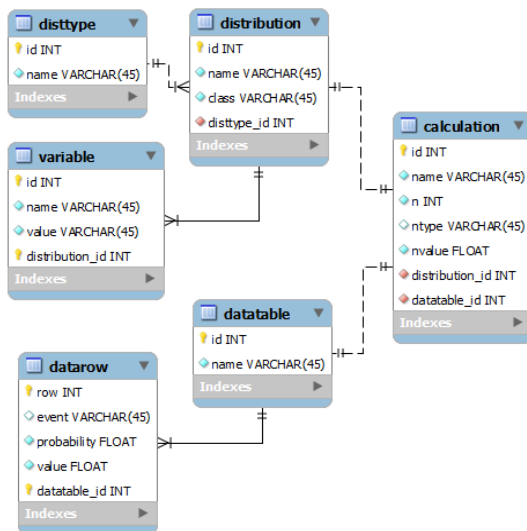 disttype
id INT
name VARCHAR(45)
Indexes
distribution
id INT
name VARCHAR(45)
class VARCHAR(45)
disttype_id INT
Indexes
variable
id INT
name VARCHAR(45)
value VARCHAR(45)
distribution_id INT
Indexes
calculation
id INT
name VARCHAR(45)
n INT
ntype VARCHAR(45)
nvalue FLOAT
distribution_id INT
datatable_id INT
Indexes
datatable
id INT
name VARCHAR(45)
Indexes
datarow
row INT
event VARCHAR(45)
probability FLOAT
value FLOAT
datatable_id INT
Indexes